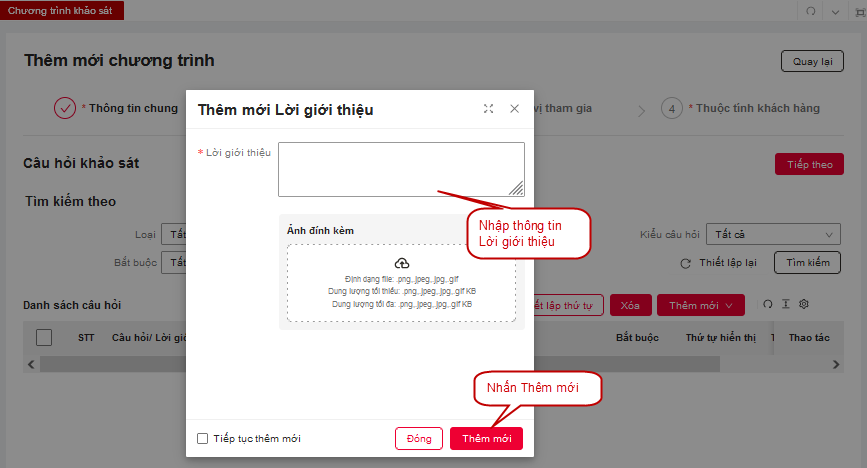 Chương trình khảo sát
Thêm mới chương trình
Quay lại
* Thông tin chung
vị tham gia
4
* Thuộc tính khách hàng
Thêm mới Lời giới thiệu
Câu hỏi khảo sát
Tiếp theo
* Lời giới thiệu
Tìm kiếm theo
Nhập thông tin
Lời giới thiệu
Loại
Tất
Kiểu câu hỏi
Tất cả
Ảnh đính kèm
Bắt buộc
Tất
Thiết lập lại
Tìm kiếm
Định dạng file: .png,.jpeg,.jpg,.gif
Dung lượng tối thiểu: .png,.jpeg,.jpg,.gif KB
Dung lượng tối đa: .png,.jpeg,.jpg,.gif KB
Danh sách câu hỏi
lập thứ tự
Xóa
Thêm mới
STT
Câu hỏi/ Lời
Bắt buộc
Thứ tự hiển thị
Thao tác
Nhấn Thêm mới
Tiếp tục thêm mới
Đóng
Thêm mới